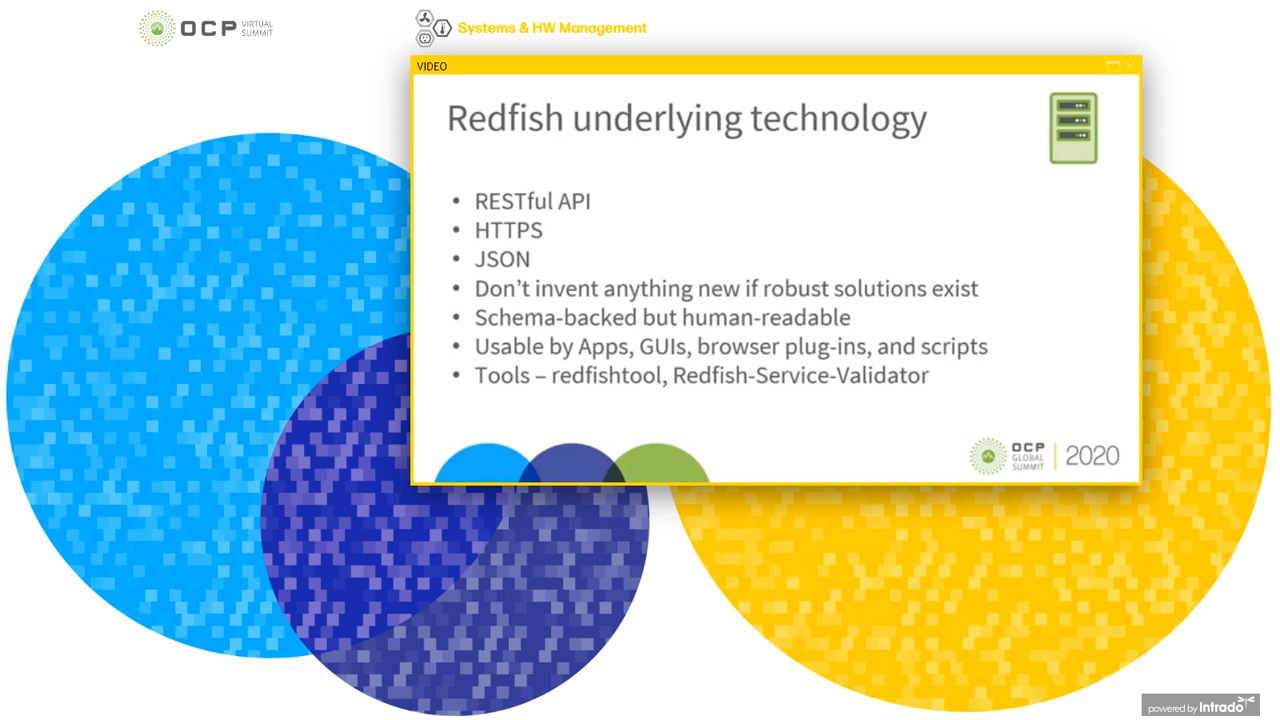 OCP VIRTUAL SUMMIT
Systems & HW Management
VIDEO
Redfish underlying technology
• RESTful API
• HTTPS
• JSON
• Don't invent anything new if robust solutions exist
• Schema-backed but human-readable
• Usable by Apps, GUIs, browser plug-ins, and scripts
• Tools – redfishtool, Redfish-Service-Validator
OCP GLOBAL SUMMIT | 2020
powered by Intrado